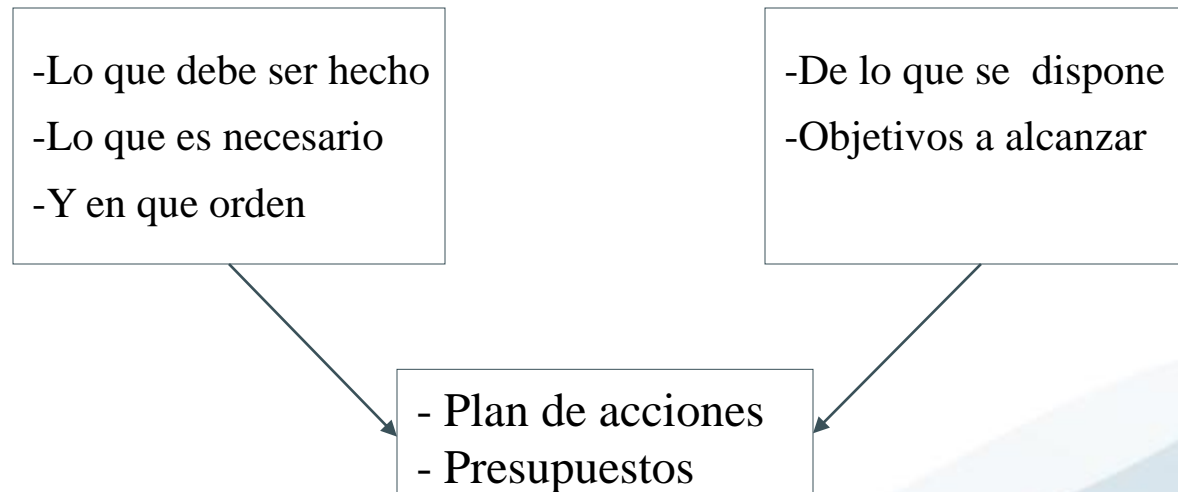 -Lo que debe ser hecho
-Lo que es necesario
-Y en que orden
-De lo que se dispone
-Objetivos a alcanzar
- Plan de acciones
- Presupuestos